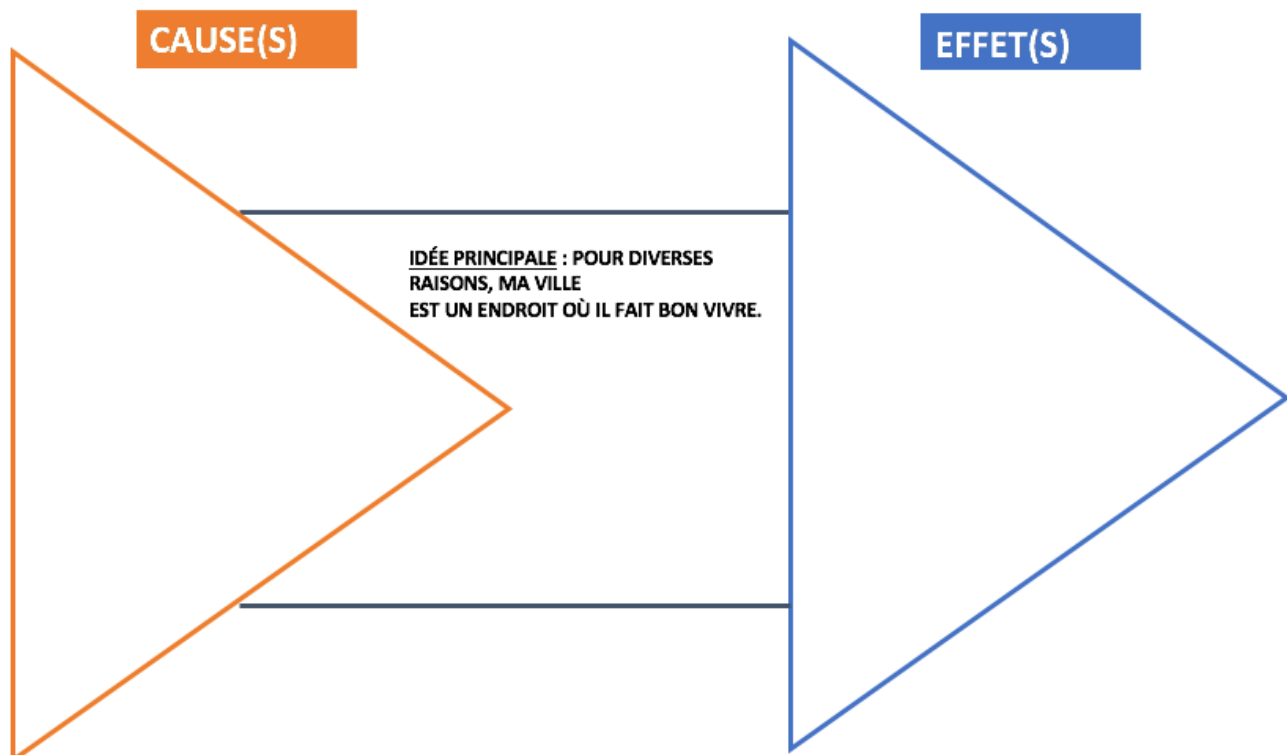 CAUSE(S)
EFFET(S)
IDÉE PRINCIPALE : POUR DIVERSES
RAISONS, MA VILLE
EST UN ENDROIT OÙ IL FAIT BON VIVRE.